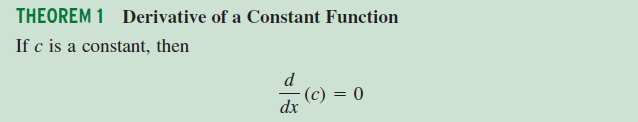 THEOREM 1 Derivative of a Constant Function
If c is a constant, then
d/dx (c) = 0